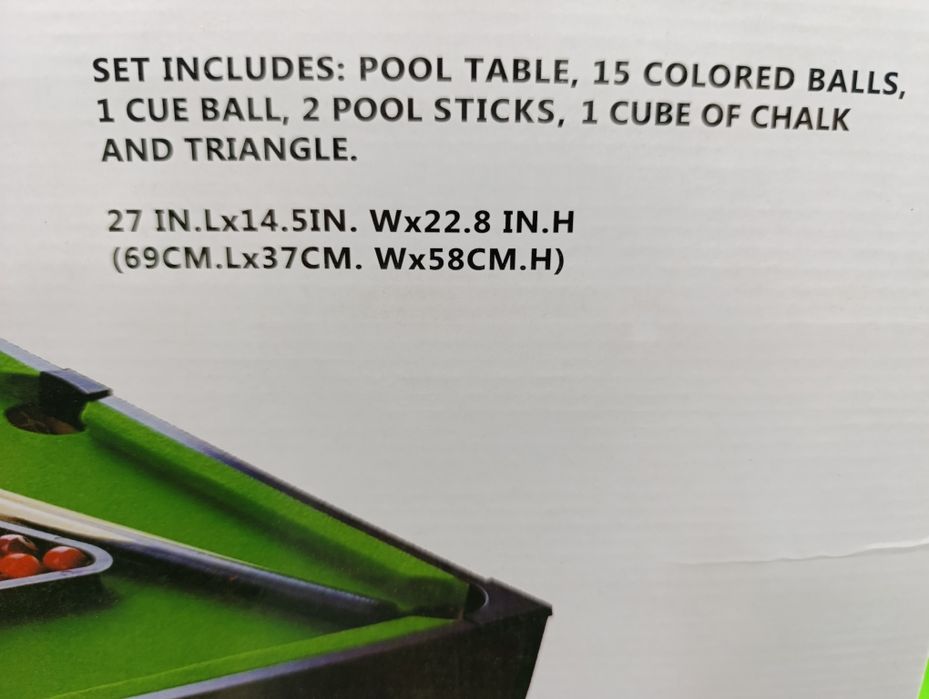 SET INCLUDES: POOL TABLE, 15 COLORED BALLS,
1 CUE BALL, 2 POOL STICKS, 1 CUBE OF CHALK
AND TRIANGLE.
27 IN.Lx14.5IN. Wx22.8 IN.H
(69CM.Lx37CM. Wx58CM.H)